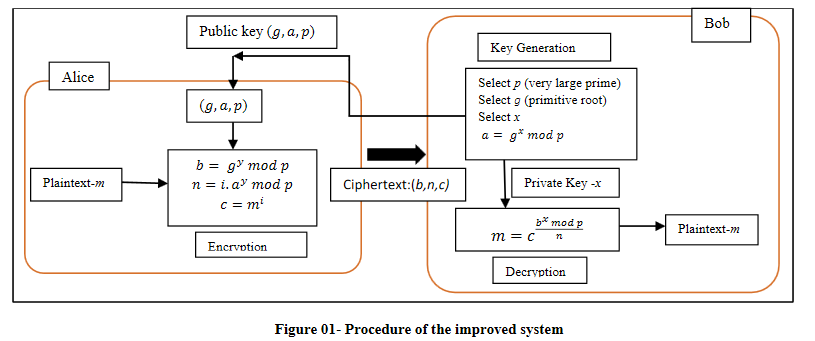 Public key (g, a, p)
Bob
Alice
Key Generation
(g, a, p)
Select p (very large prime)
Select g (primitive root)
Select x
a = g^x mod p
b = g^y mod p
n = i. a^y mod p
c = m^i
Plaintext-m
Ciphertext:(b,n,c)
Private Key -x
Encryption
m = c^(b^x mod p / n)
Plaintext-m
Decryption
Figure 01- Procedure of the improved system